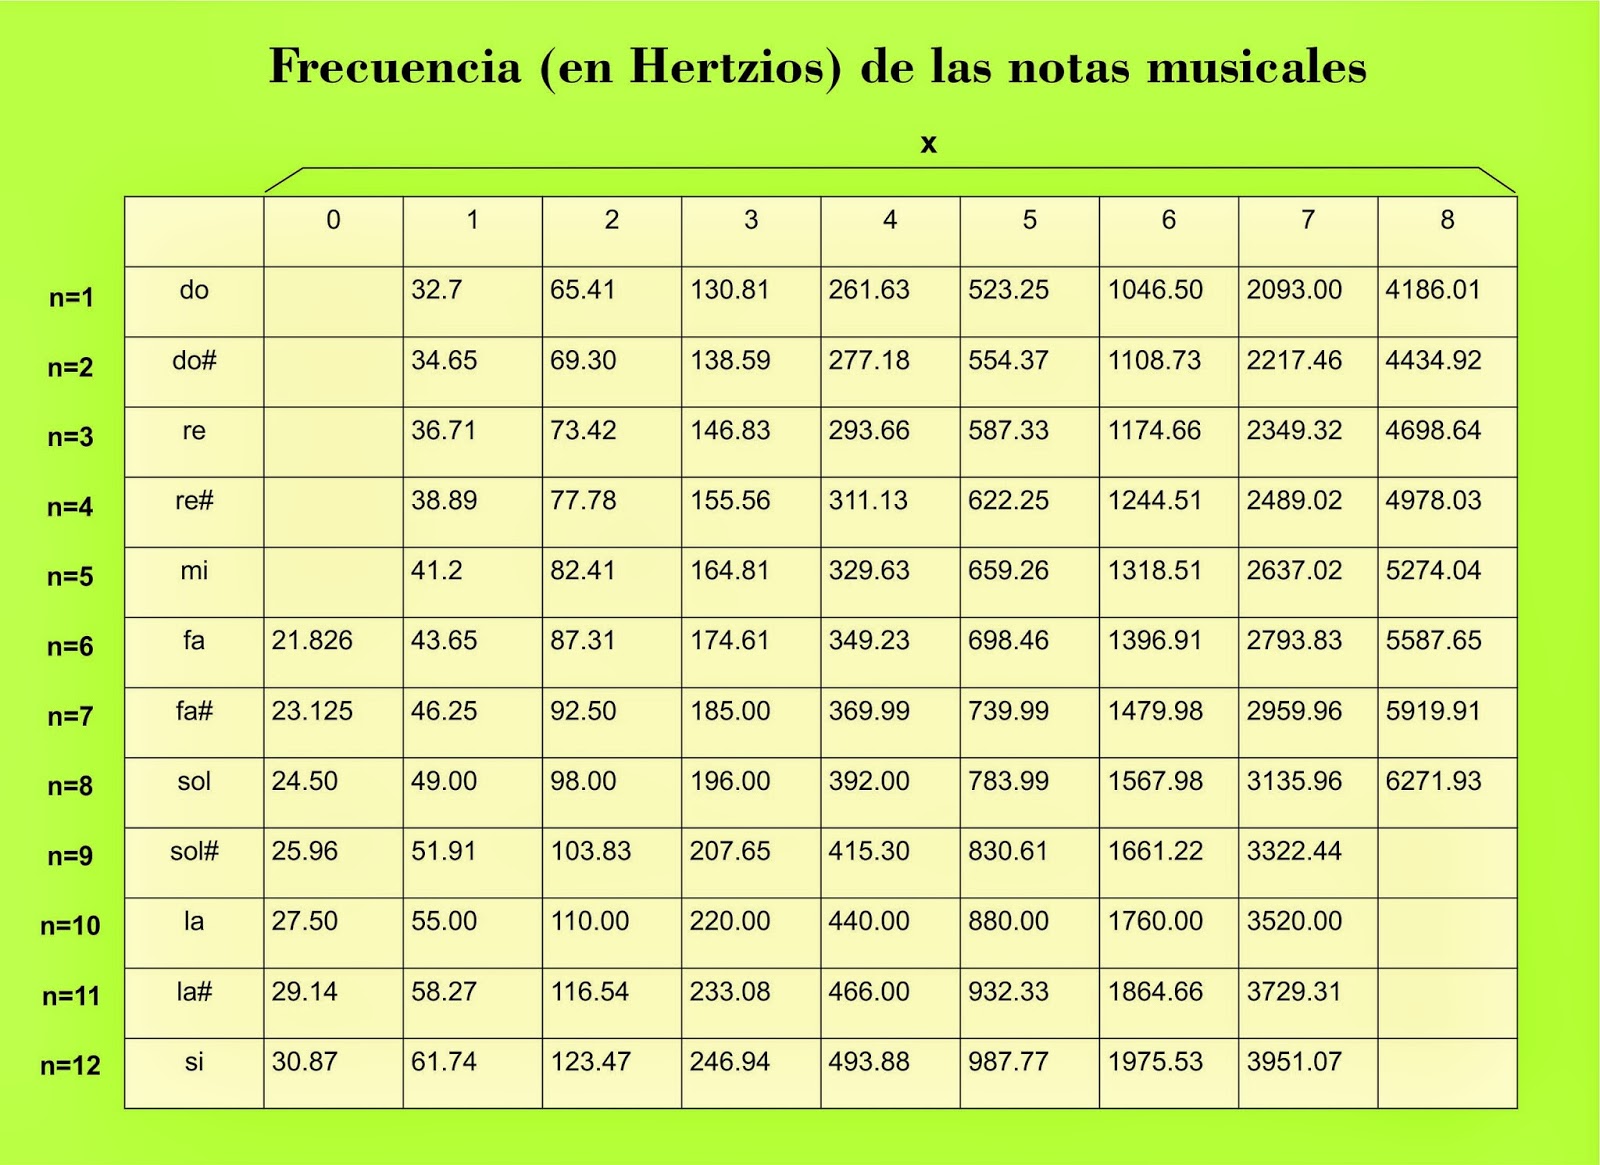 Frecuencia (en Hertzios) de las notas musicales
x
0 1 2 3 4 5 6 7 8
n=1 do 32.7 65.41 130.81 261.63 523.25 1046.50 2093.00 4186.01
n=2 do# 34.65 69.30 138.59 277.18 554.37 1108.73 2217.46 4434.92
n=3 re 36.71 73.42 146.83 293.66 587.33 1174.66 2349.32 4698.64
n=4 re# 38.89 77.78 155.56 311.13 622.25 1244.51 2489.02 4978.03
n=5 mi 41.2 82.41 164.81 329.63 659.26 1318.51 2637.02 5274.04
n=6 fa 21.826 43.65 87.31 174.61 349.23 698.46 1396.91 2793.83 5587.65
n=7 fa# 23.125 46.25 92.50 185.00 369.99 739.99 1479.98 2959.96 5919.91
n=8 sol 24.50 49.00 98.00 196.00 392.00 783.99 1567.98 3135.96 6271.93
n=9 sol# 25.96 51.91 103.83 207.65 415.30 830.61 1661.22 3322.44
n=10 la 27.50 55.00 110.00 220.00 440.00 880.00 1760.00 3520.00
n=11 la# 29.14 58.27 116.54 233.08 466.00 932.33 1864.66 3729.31
n=12 si 30.87 61.74 123.47 246.94 493.88 987.77 1975.53 3951.07